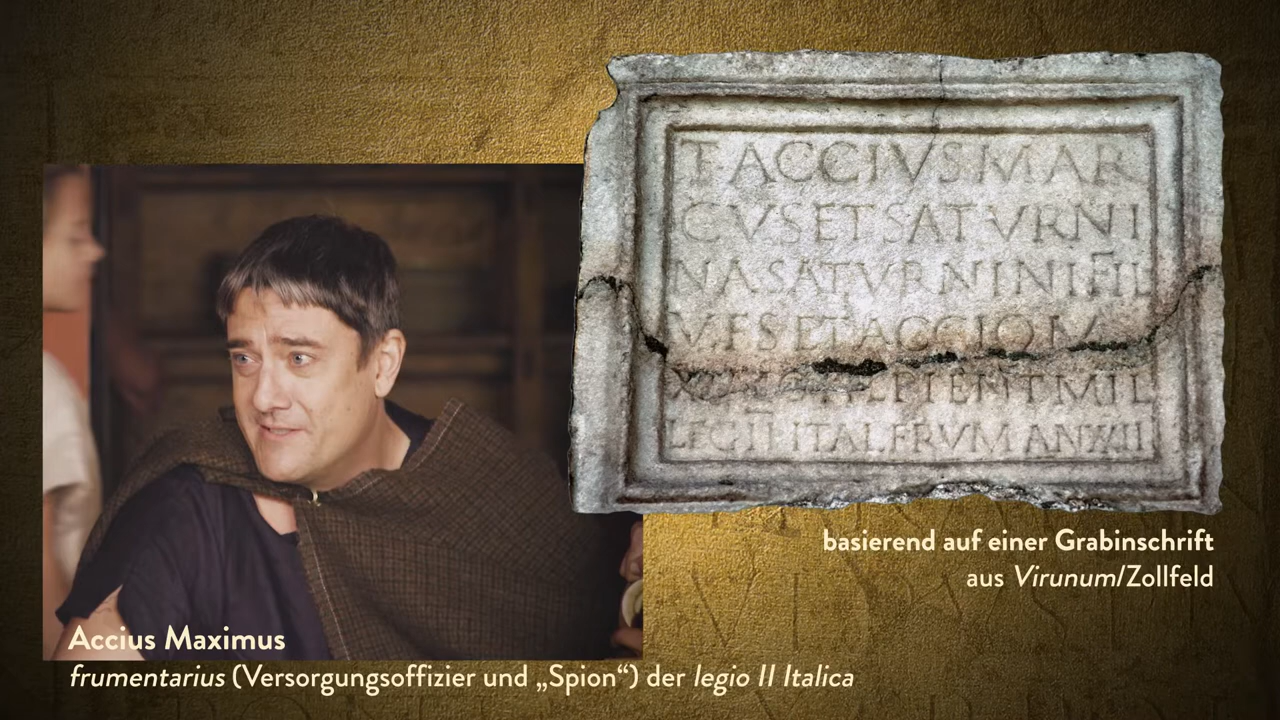 T·ACCIVS·MAR
CVS ET SATVRNI
NA SATVRNINI FIL
V·F·S·ET ACCIO M
PIENT MIL
LEG II ITAL FRVM AN
basierend auf einer Grabinschrift
aus Virunum/Zollfeld
Accius Maximus
frumentarius (Versorgungsoffizier und „Spion“) der legio II Italica